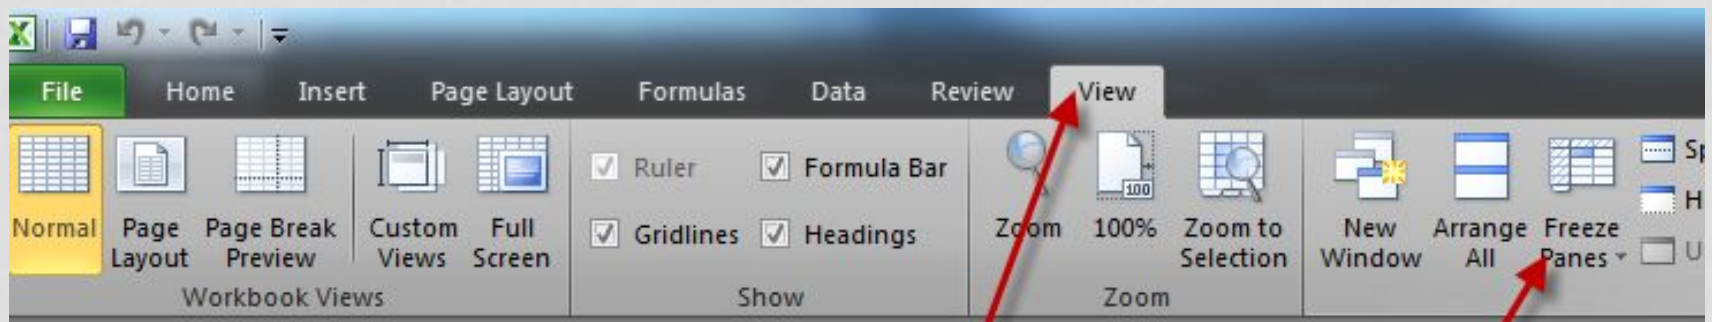 File Home Insert Page Layout Formulas Data Review View
Normal
Page
Layout
Page Break
Preview
Custom
Views
Full
Screen
Workbook Views
Ruler Formula Bar
Gridlines Headings
Show
Zoom
100
100%
Zoom to
Selection
Zoom
New
Window
Arrange
All
Freeze
Panes